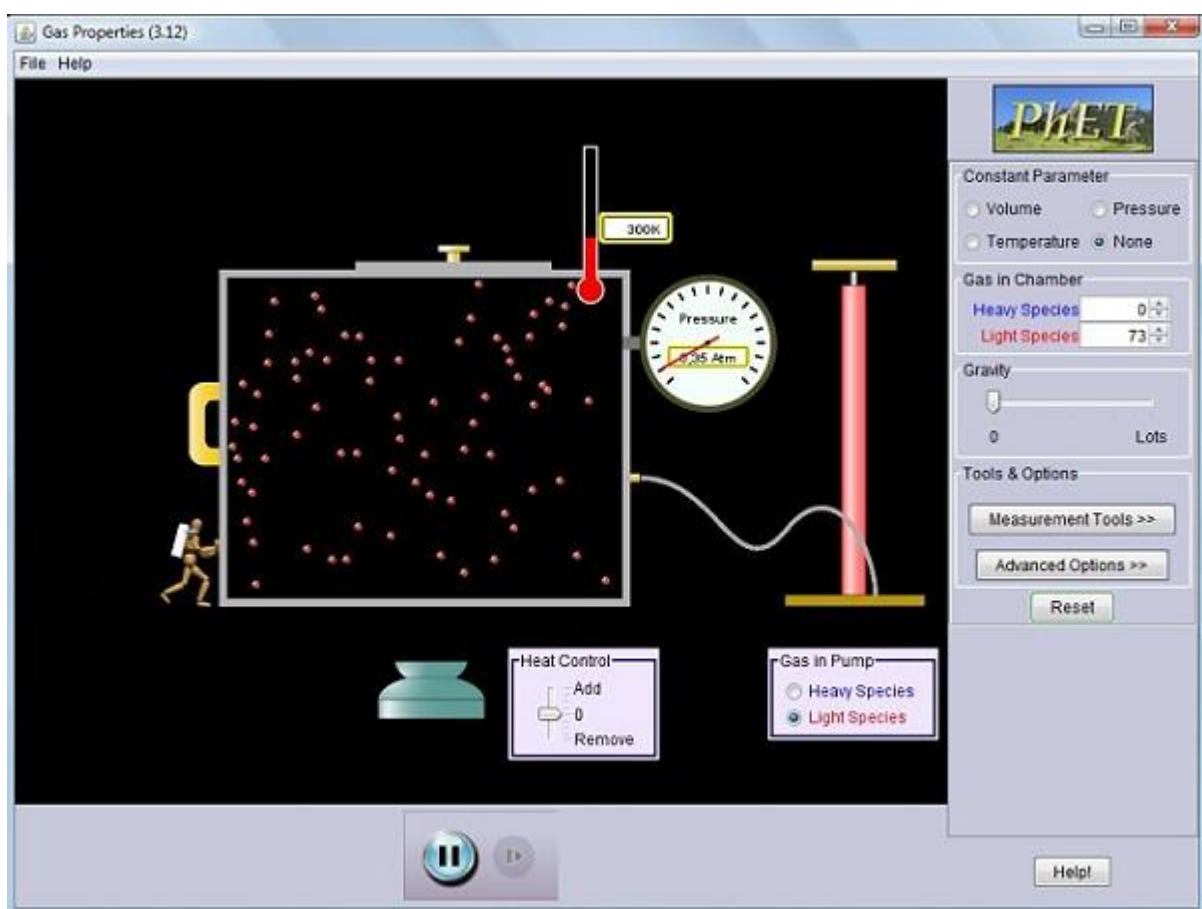 Gas Properties (3.12)
File Help
PhET
Constant Parameter
Volume Pressure
Temperature None
300K
Gas in Chamber
Heavy Species 0
Light Species 73
Pressure
0,35 Atm
Gravity
0 Lots
Tools & Options
Measurement Tools >>
Advanced Options >>
Reset
Heat Control
Add
0
Remove
Gas in Pump
Heavy Species
Light Species
Help!